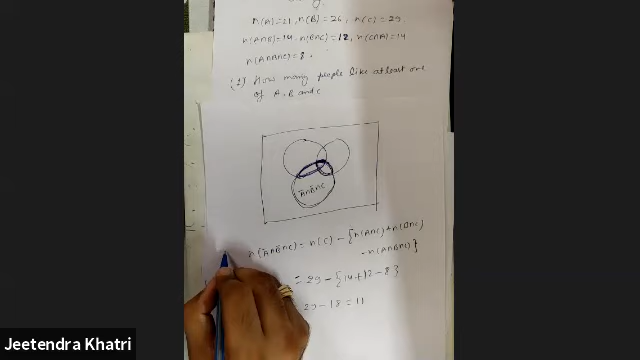 n(A)=21, n(B)=26, n(C)=29
n(A∩B)=14, n(B∩C)=12, n(C∩A)=14
n(A∩B∩C)=8.
(I) How many people like atleast one
of A, B and C
A̅∩B̅∩C
n(A̅∩B̅∩C) = n(C) - {n(A∩C)+n(B∩C)
-n(A∩B∩C)}
= 29 - {14+12-8}
29-18=11
Jeetendra Khatri